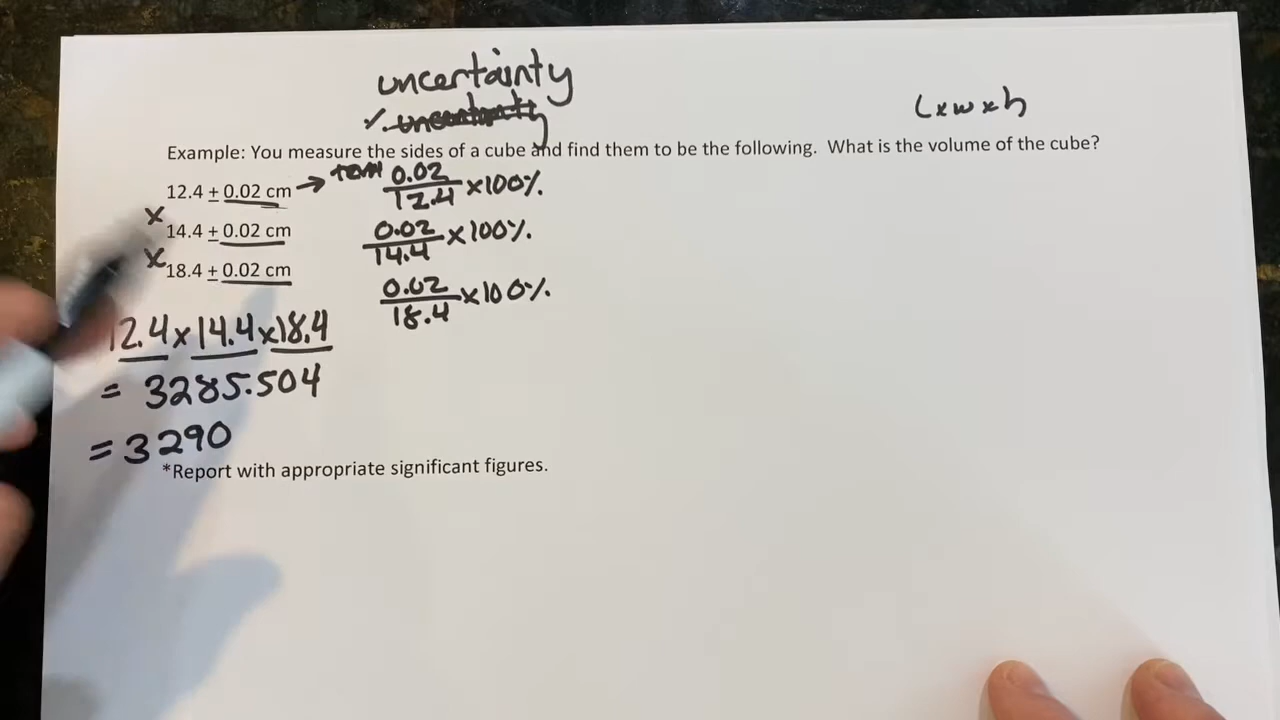 uncertainty
L x w x h
Example: You measure the sides of a cube and find them to be the following. What is the volume of the cube?
12.4 ± 0.02 cm → 0.02/12.4 x 100%
x
14.4 ± 0.02 cm 0.02/14.4 x 100%
x
18.4 ± 0.02 cm 0.02/18.4 x 100%
12.4 x 14.4 x 18.4
= 3285.504
= 3290
*Report with appropriate significant figures.